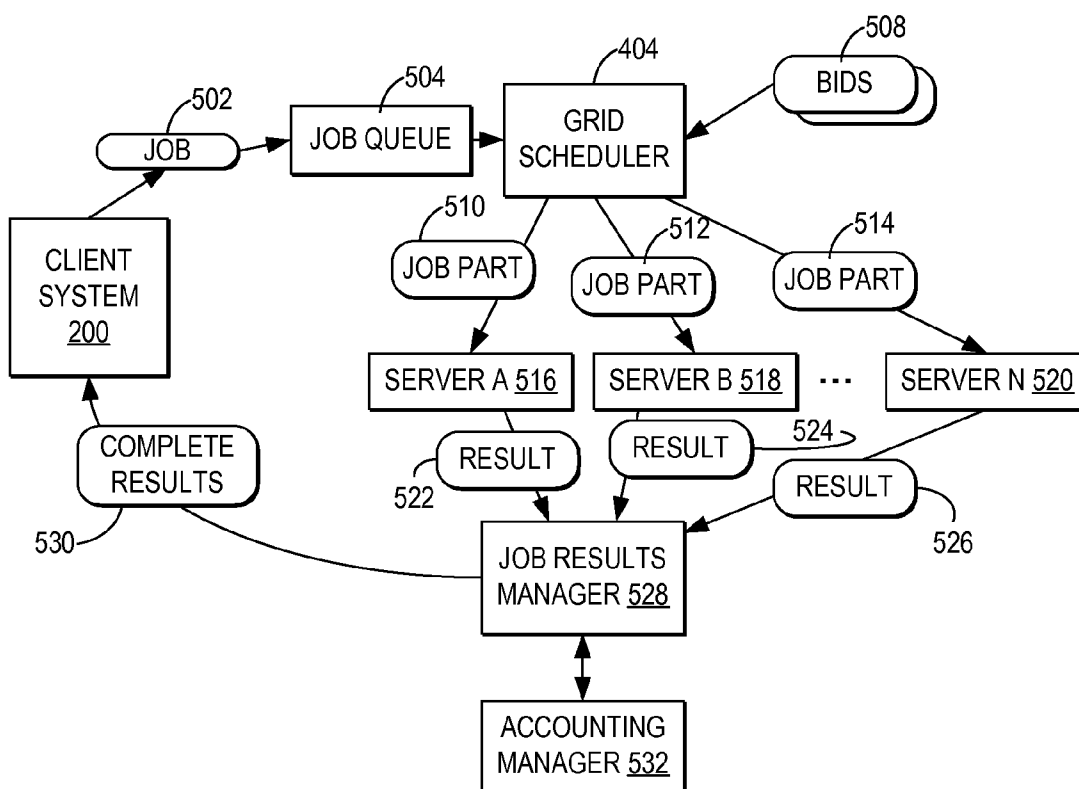 508
404
BIDS
504
502
GRID
SCHEDULER
JOB QUEUE
JOB
510
512
514
CLIENT
SYSTEM
200
JOB PART
JOB PART
JOB PART
SERVER A 516
SERVER B 518
...
SERVER N 520
COMPLETE
RESULTS
RESULT
RESULT
524
RESULT
522
530
526
JOB RESULTS
MANAGER 528
ACCOUNTING
MANAGER 532